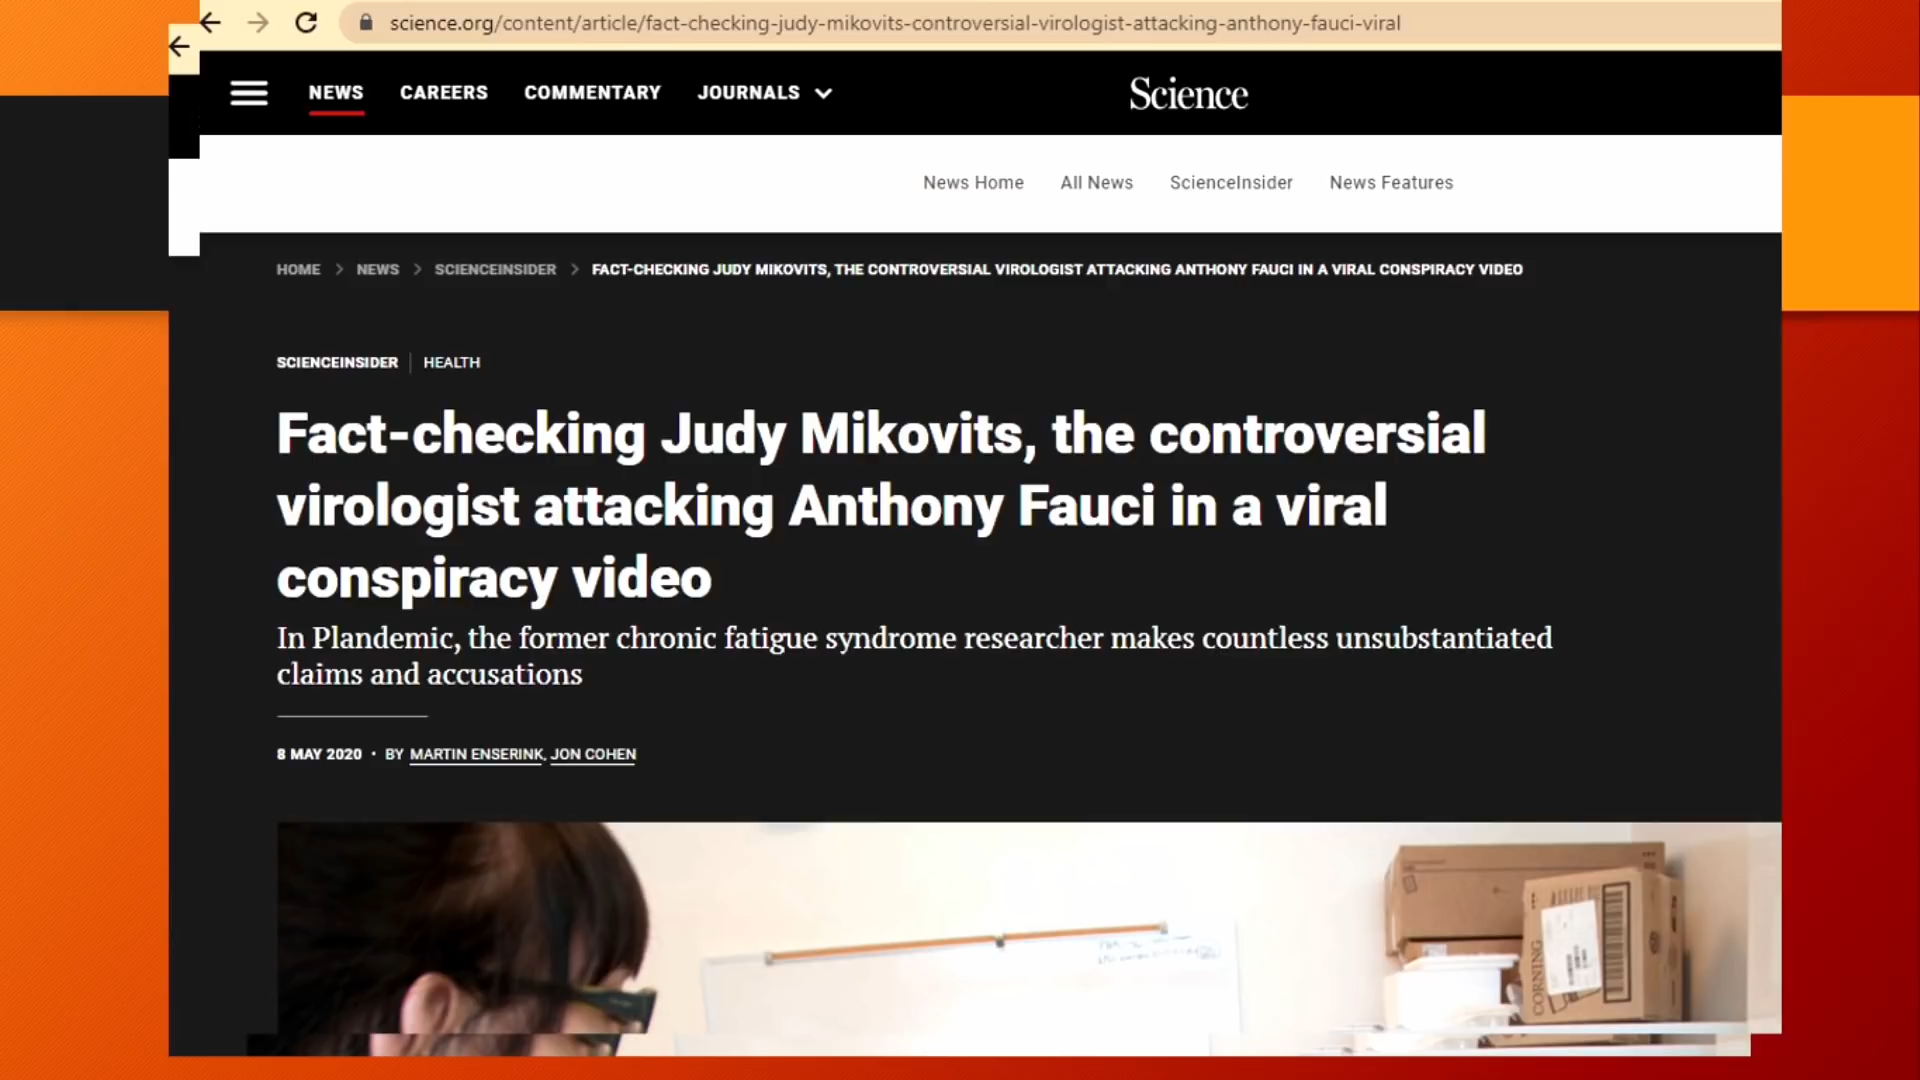 science.org/content/article/fact-checking-judy-mikovits-controversial-virologist-attacking-anthony-fauci-viral
NEWS CAREERS COMMENTARY JOURNALS Science
News Home All News ScienceInsider News Features
HOME > NEWS > SCIENCEINSIDER > FACT-CHECKING JUDY MIKOVITS, THE CONTROVERSIAL VIROLOGIST ATTACKING ANTHONY FAUCI IN A VIRAL CONSPIRACY VIDEO
SCIENCEINSIDER | HEALTH
Fact-checking Judy Mikovits, the controversial
virologist attacking Anthony Fauci in a viral
conspiracy video
In Plandemic, the former chronic fatigue syndrome researcher makes countless unsubstantiated
claims and accusations
8 MAY 2020 • BY MARTIN ENSERINK, JON COHEN
CORNING